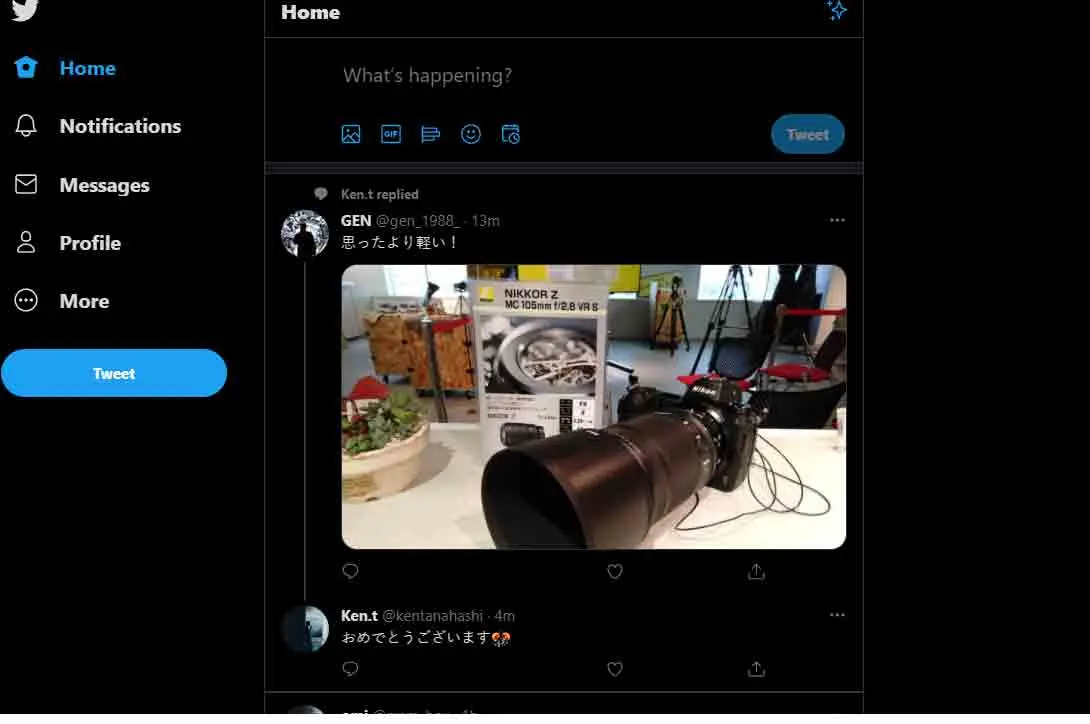 Home
Home
What's happening?
GIF
Tweet
Notifications
Messages
Profile
More
Tweet
Ken.t replied
GEN @gen_1988_ · 13m
思ったより軽い！
NIKKOR Z
MC 105mm f/2.8 VR S
Nikon
Ken.t @kentanahashi · 4m
おめでとうございます🎊